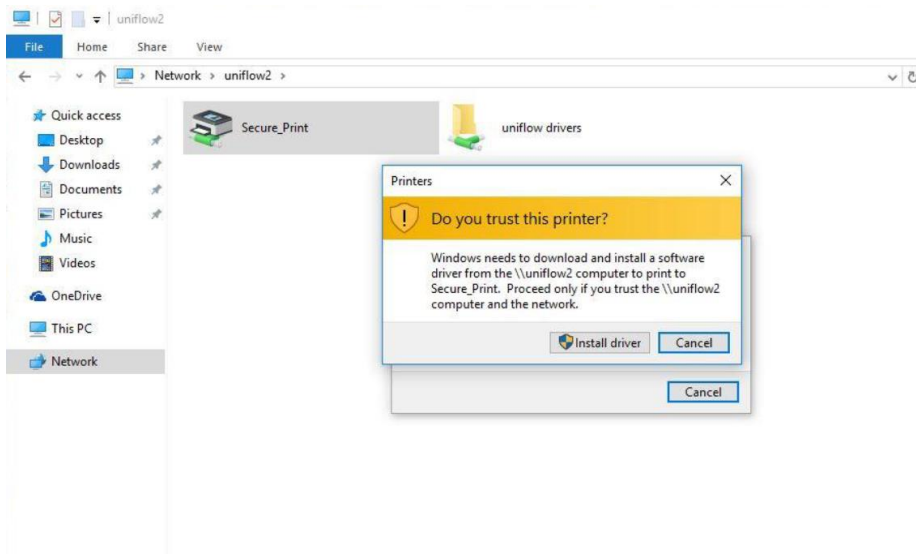 uniflow2
File Home Share View
Network > uniflow2 >
Quick access
Desktop
Downloads
Documents
Pictures
Music
Videos
OneDrive
This PC
Network
Secure_Print
uniflow drivers
Printers
Do you trust this printer?
Windows needs to download and install a software
driver from the \\uniflow2 computer to print to
Secure_Print. Proceed only if you trust the \\uniflow2
computer and the network.
Install driver Cancel
Cancel